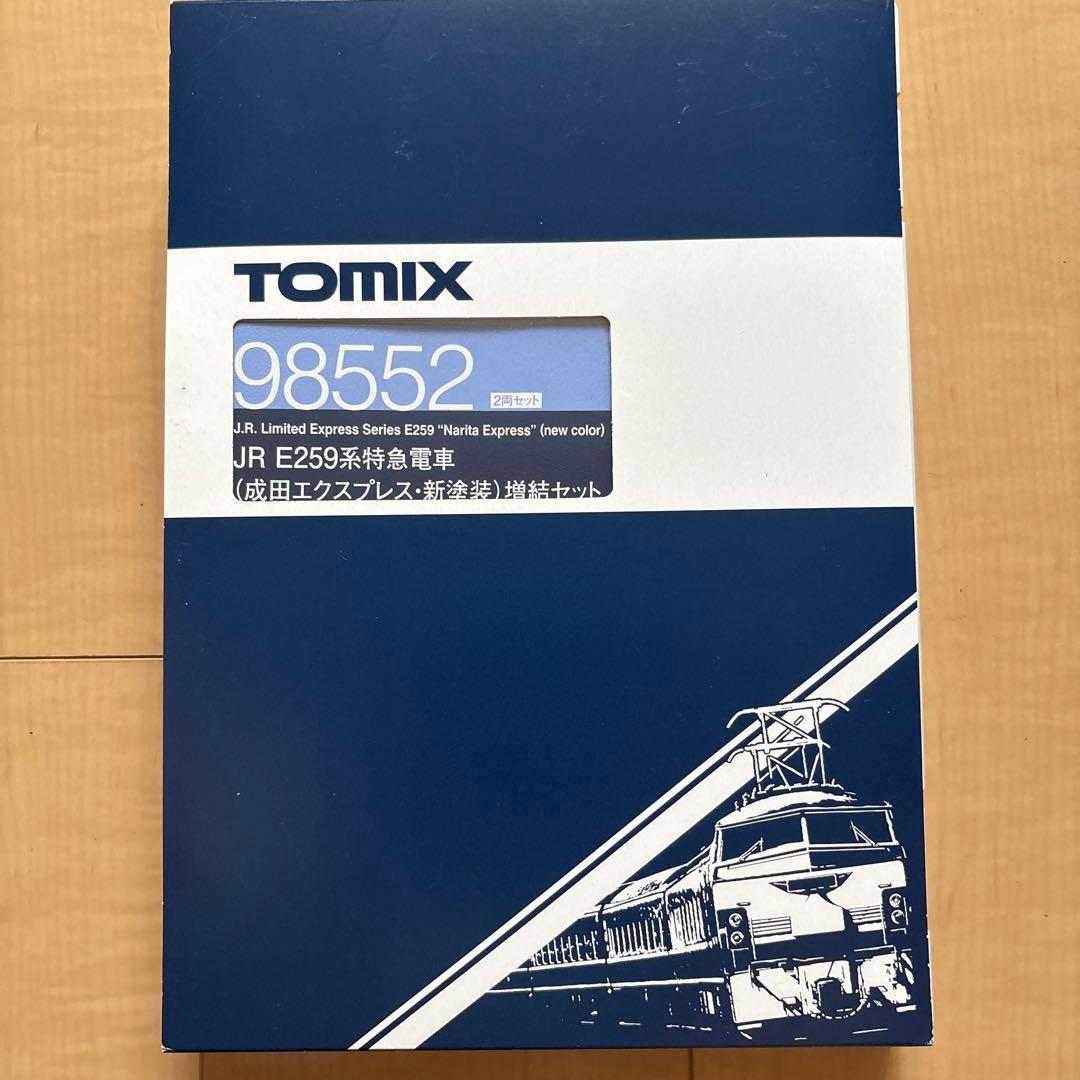 TOMIX
98552 2両セット
J.R. Limited Express Series E259 “Narita Express” (new color)
JR E259系特急電車
（成田エクスプレス・新塗装）増結セット